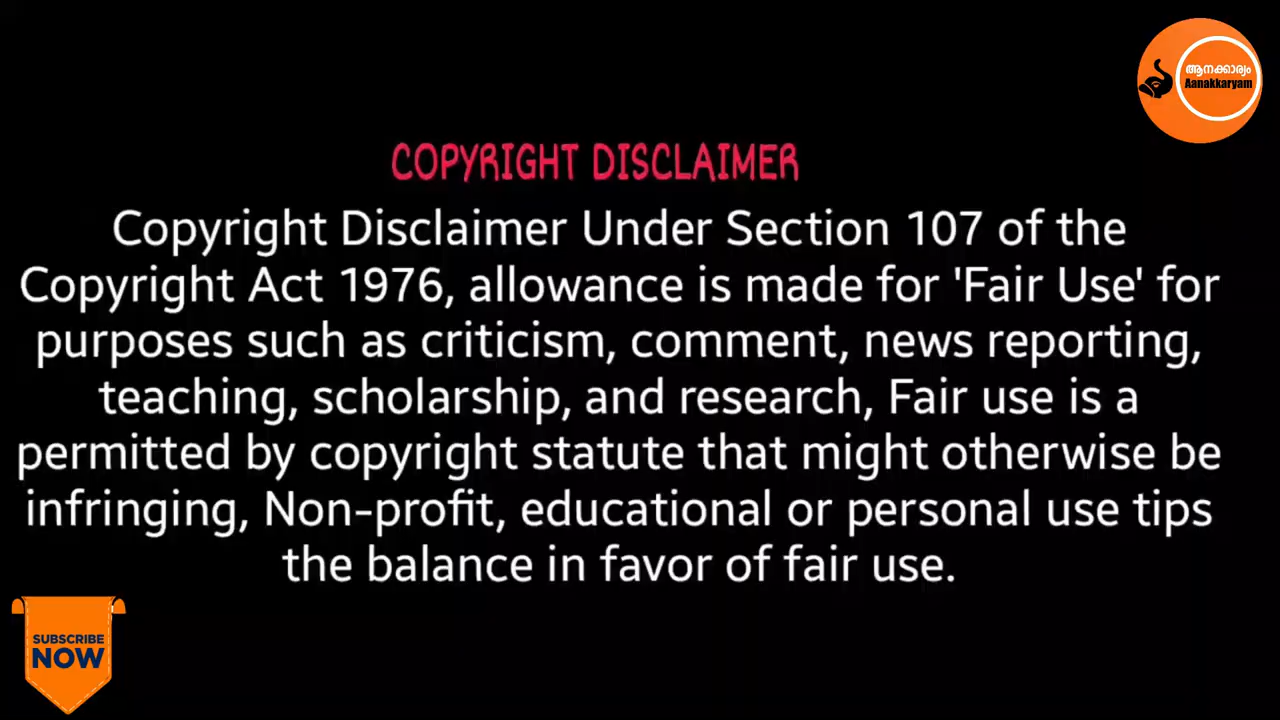 ആനക്കാര്യം
Aanakkaryam
COPYRIGHT DISCLAIMER
Copyright Disclaimer Under Section 107 of the
Copyright Act 1976, allowance is made for 'Fair Use' for
purposes such as criticism, comment, news reporting,
teaching, scholarship, and research, Fair use is a
permitted by copyright statute that might otherwise be
infringing, Non-profit, educational or personal use tips
the balance in favor of fair use.
SUBSCRIBE
NOW